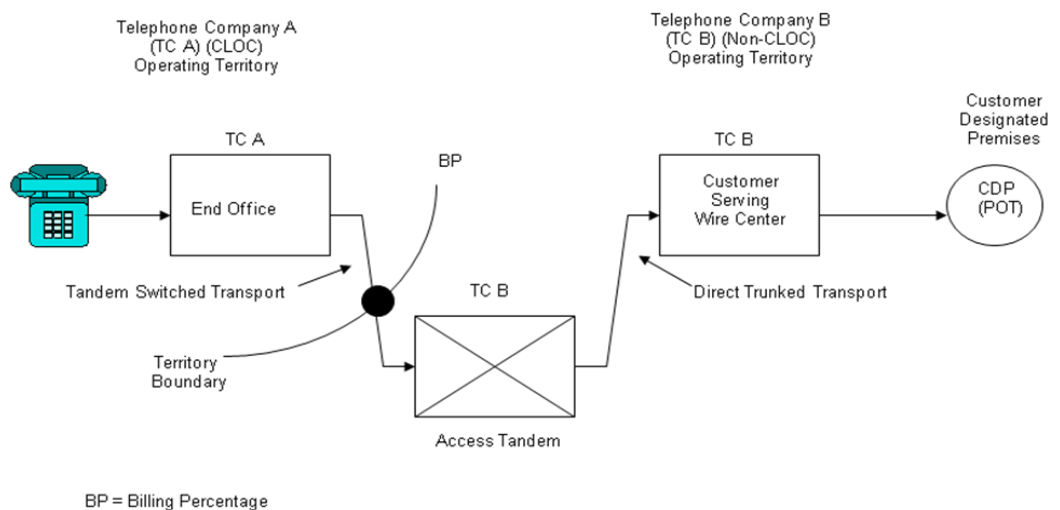 Telephone Company A
(TC A) (CLOC)
Operating Territory
Telephone Company B
(TC B) (Non-CLOC)
Operating Territory
Customer
Designated
Premises
TC A
End Office
BP
TC B
Customer
Serving
Wire Center
CDP
(POT)
Tandem Switched Transport
TC B
Direct Trunked Transport
Territory
Boundary
Access Tandem
BP = Billing Percentage